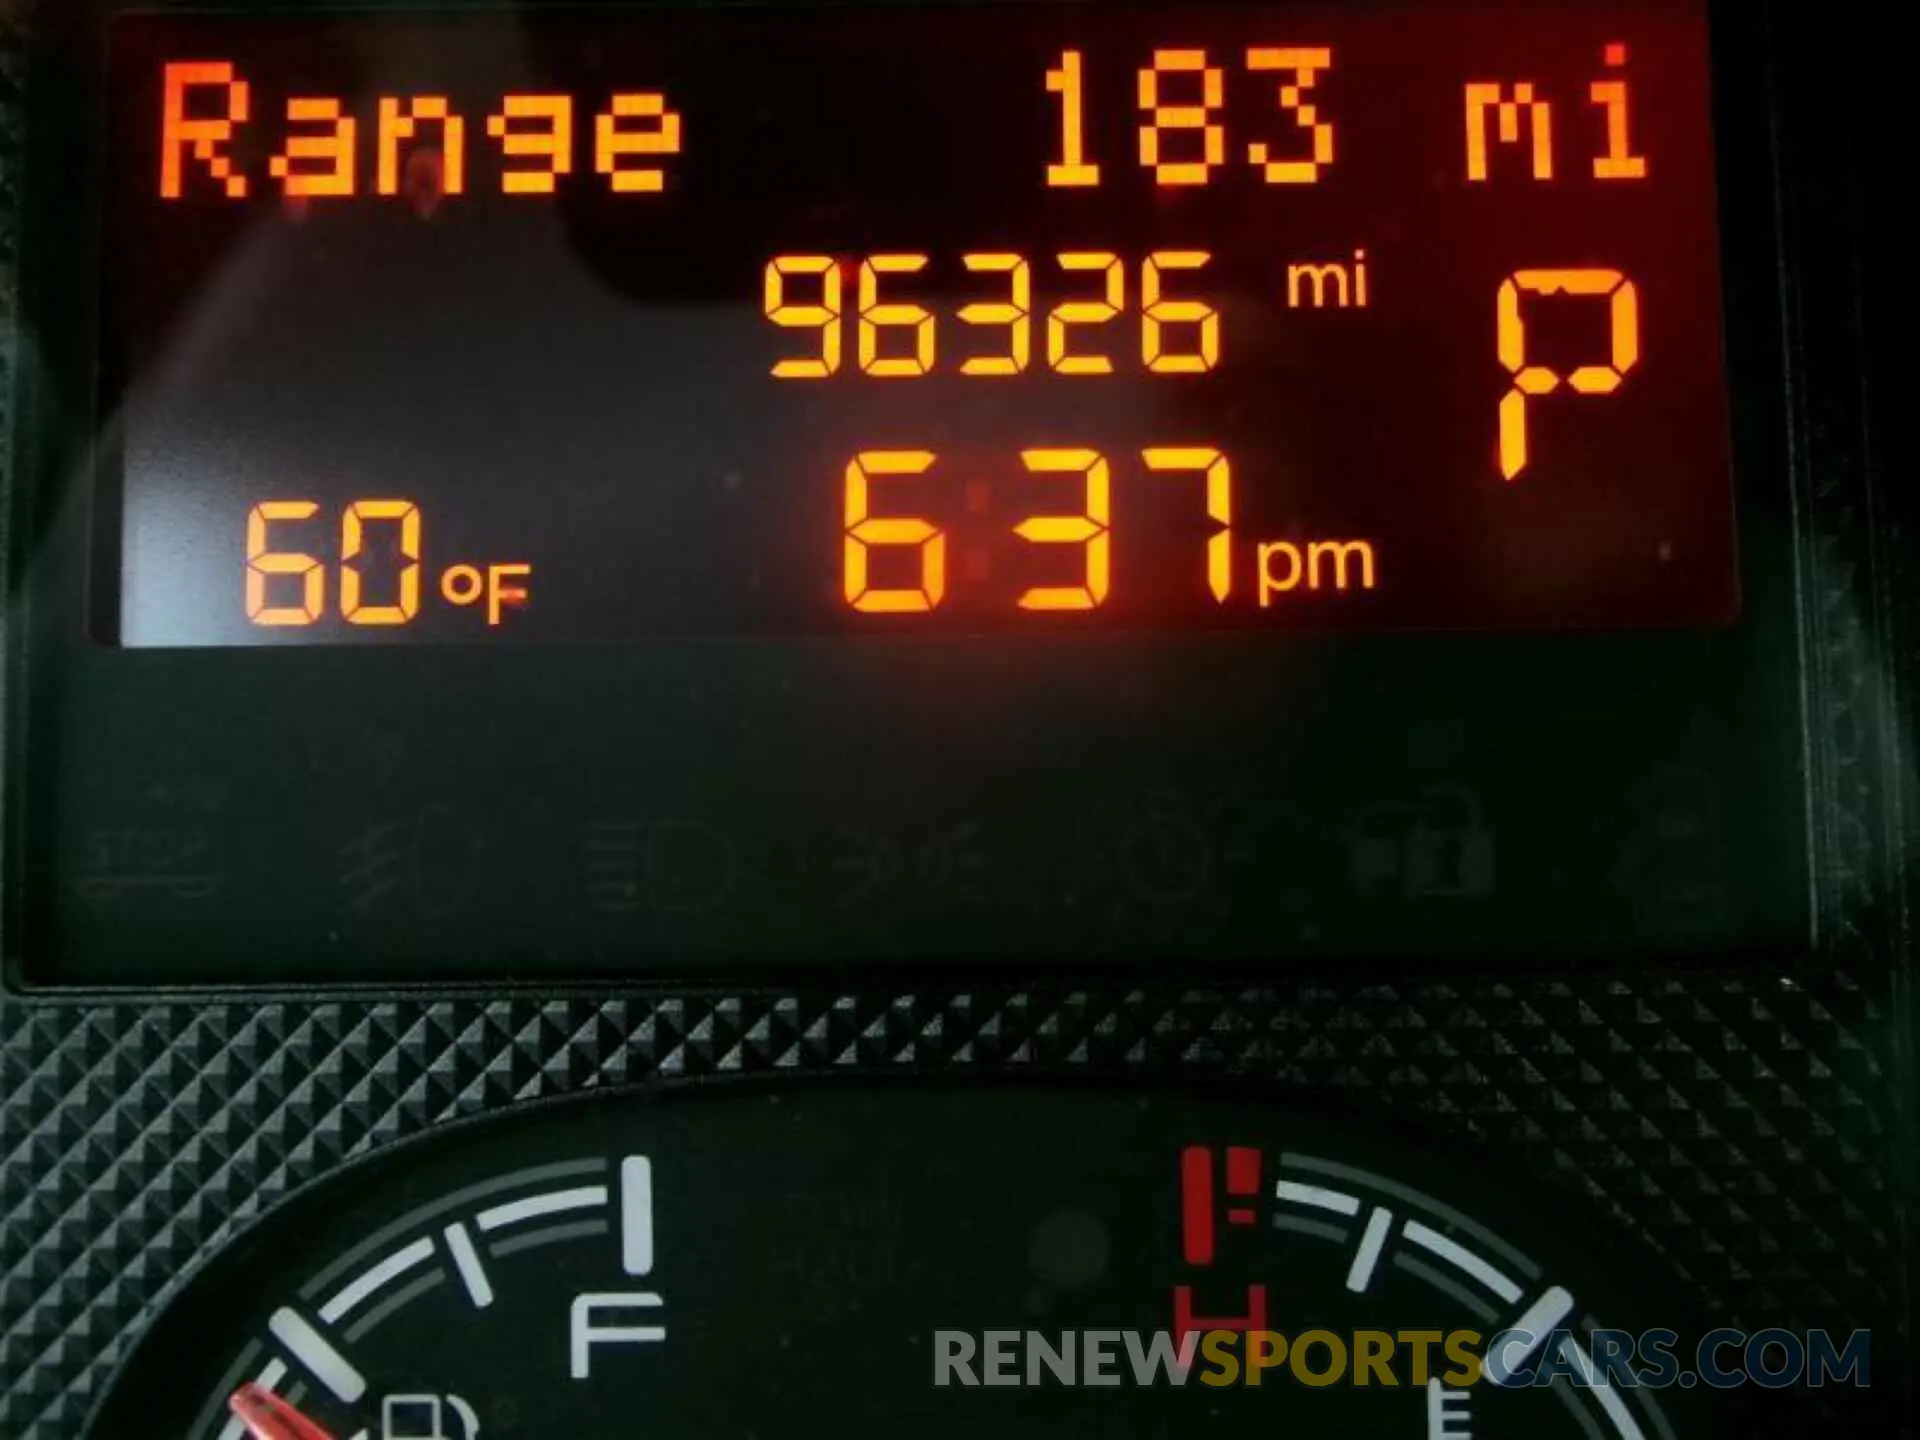 Range 183 mi
96326 mi
P
60 °F 6:37 pm
F H
E
RENEWSPORTSCARS.COM